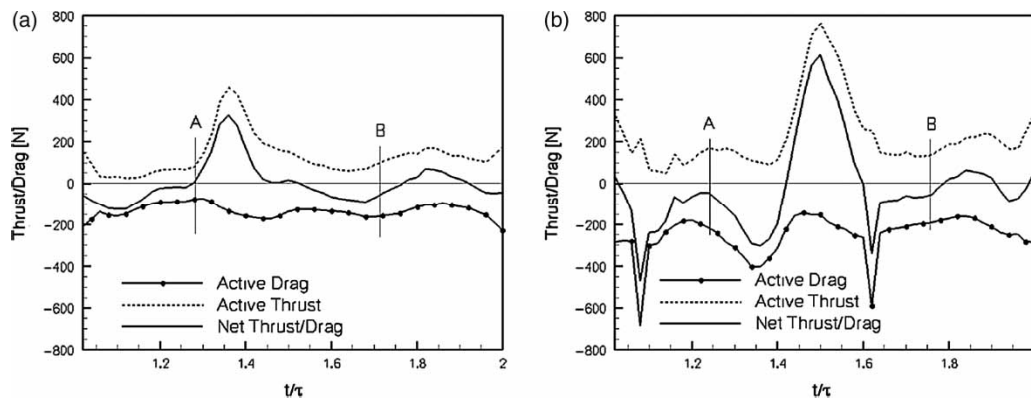 (a)
800
600
400
200
0
−200
−400
−600
−800
Thrust/Drag [N]
A
B
Active Drag
Active Thrust
Net Thrust/Drag
1.2
1.4
1.6
1.8
2
t/τ
(b)
800
600
400
200
0
−200
−400
−600
−800
Thrust/Drag [N]
A
B
Active Drag
Active Thrust
Net Thrust/Drag
1.2
1.4
1.6
1.8
t/τ